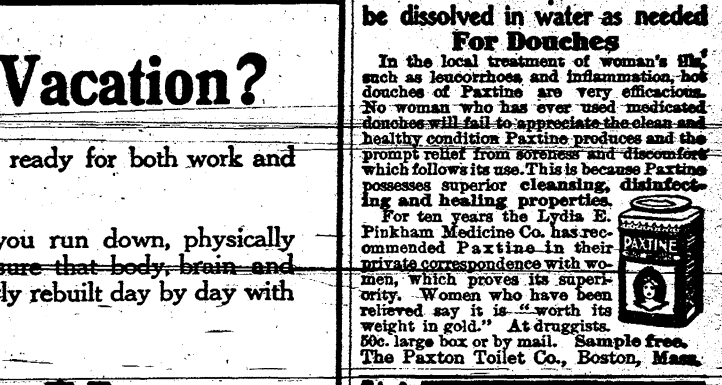 Vacation?
ready for both work and
you run down, physically
sure that body, brain and
ly rebuilt day by day with
be dissolved in water as needed
For Douches
In the local treatment of woman's ills,
such as leucorrhoea and inflammation, hot
douches of Paxtine are very efficacious.
No woman who has ever used medicated
douches will fail to appreciate the clean and
healthy condition Paxtine produces and the
prompt relief from soreness and discomfort
which follows its use. This is because Paxtine
possesses superior cleansing, disinfect-
ing and healing properties.
For ten years the Lydia E.
Pinkham Medicine Co. has rec-
ommended Paxtine in their
private correspondence with wo-
men, which proves its superi-
ority. Women who have been
relieved say it is "worth its
weight in gold." At druggists.
50c. large box or by mail. Sample free.
The Paxton Toilet Co., Boston, Mass.
PAXTINE